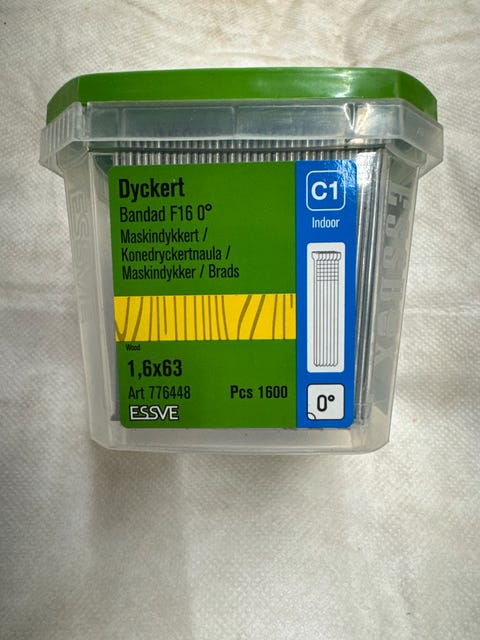 Dyckert
Bandad F16 0°
Maskindykkert /
Konedryckertnaula /
Maskindykker / Brads
C1
Indoor
Wood
1,6x63
Art 776448
Pcs 1600
ESSVE
0°